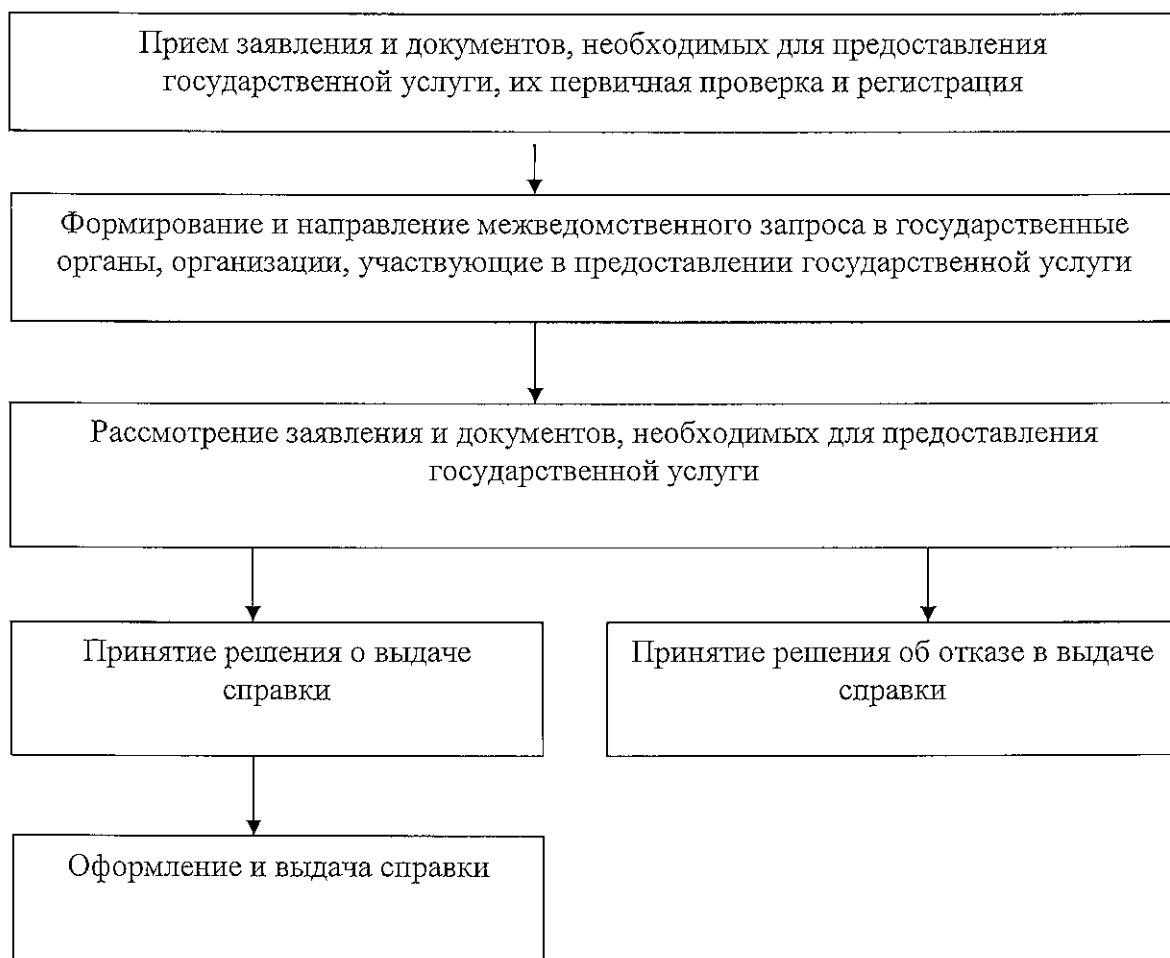 Прием заявления и документов, необходимых для предоставления
государственной услуги, их первичная проверка и регистрация
Формирование и направление межведомственного запроса в государственные
органы, организации, участвующие в предоставлении государственной услуги
Рассмотрение заявления и документов, необходимых для предоставления
государственной услуги
Принятие решения о выдаче
справки
Принятие решения об отказе в выдаче
справки
Оформление и выдача справки